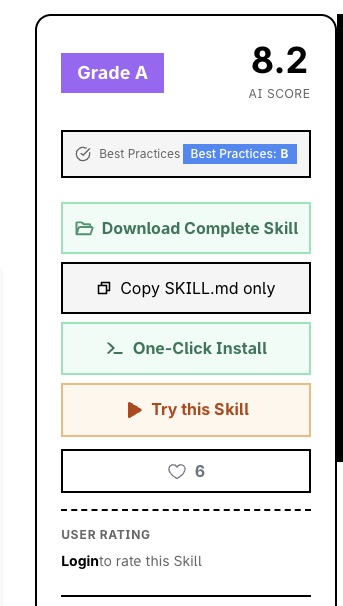 Grade A
8.2
AI SCORE
Best Practices Best Practices: B
Download Complete Skill
Copy SKILL.md only
One-Click Install
Try this Skill
6
USER RATING
Loginto rate this Skill